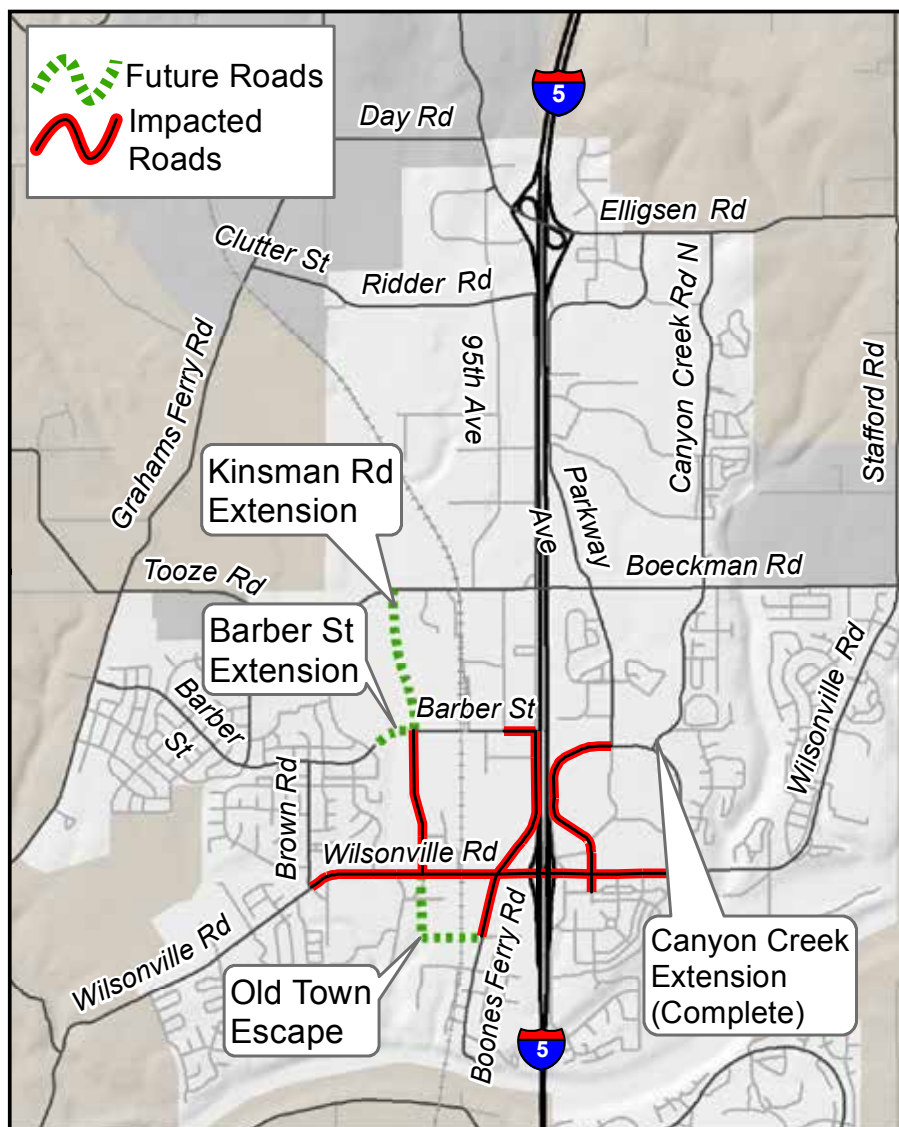 Future Roads
Impacted
Roads
5
Day Rd
Elligsen Rd
Clutter St
Ridder Rd
Canyon Creek Rd N
95th Ave
Grahams Ferry Rd
Stafford Rd
Kinsman Rd
Extension
Parkway
Ave
Tooze Rd
Boeckman Rd
Barber St
Extension
Barber
St
Barber St
Wilsonville Rd
Brown Rd
Wilsonville Rd
Wilsonville Rd
Boones Ferry Rd
Canyon Creek
Extension
(Complete)
Old Town
Escape
5